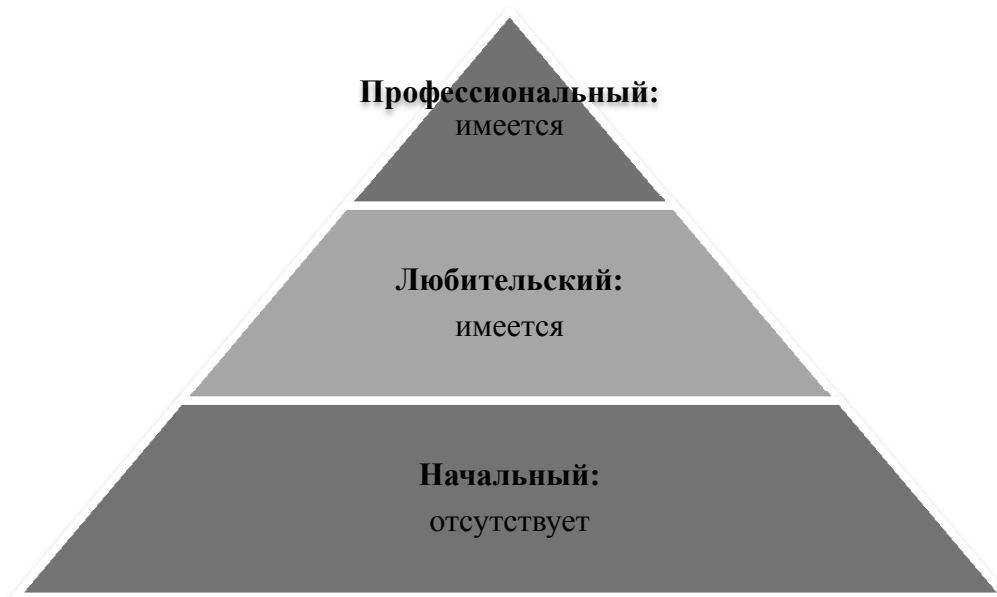 Профессиональный:
имеется
Любительский:
имеется
Начальный:
отсутствует